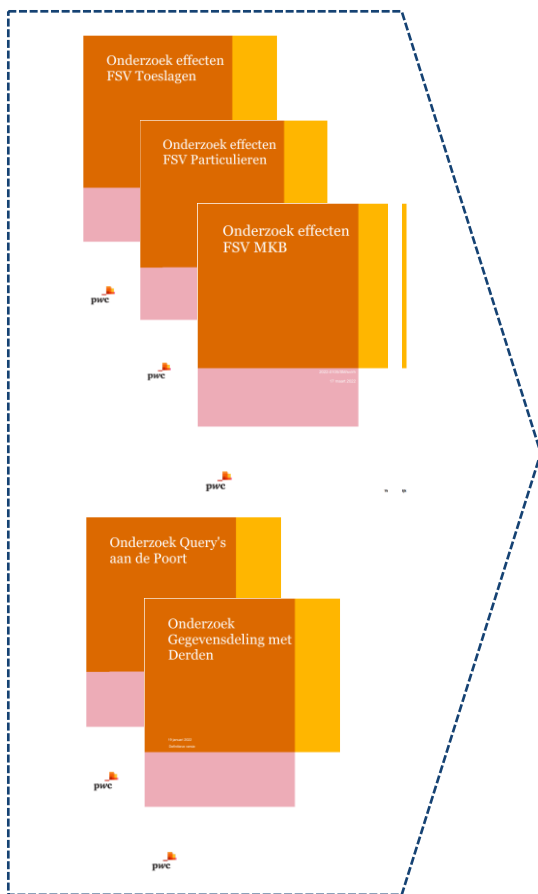 Onderzoek effecten
FSV Toeslagen
Onderzoek effecten
FSV Particulieren
Onderzoek effecten
FSV MKB
pwc
pwc
pwc
Onderzoek Query's
aan de Poort
Onderzoek
Gegevensdeling met
Derden
pwc
pwc